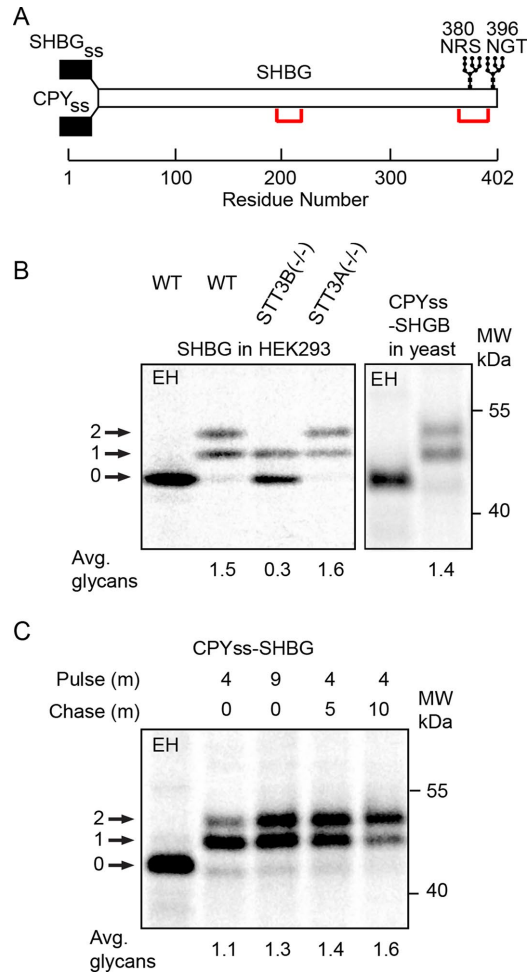 A
380 396
NRS NGT
SHBGss
SHBG
CPYss
1 100 200 300 402
Residue Number
B
WT WT STT3B(-/-) STT3A(-/-)
CPYss
-SHGB
in yeast
SHBG in HEK293
MW
kDa
EH EH
55
2
1
0
40
Avg.
glycans
1.5 0.3 1.6 1.4
C
CPYss-SHBG
Pulse (m) 4 9 4 4
Chase (m) 0 0 5 10
MW
kDa
EH
55
2
1
0
40
Avg.
glycans
1.1 1.3 1.4 1.6